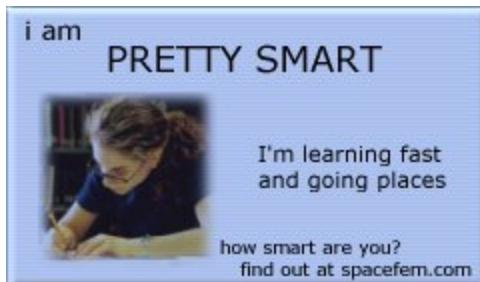 i am
PRETTY SMART
I'm learning fast
and going places
how smart are you?
find out at spacefem.com